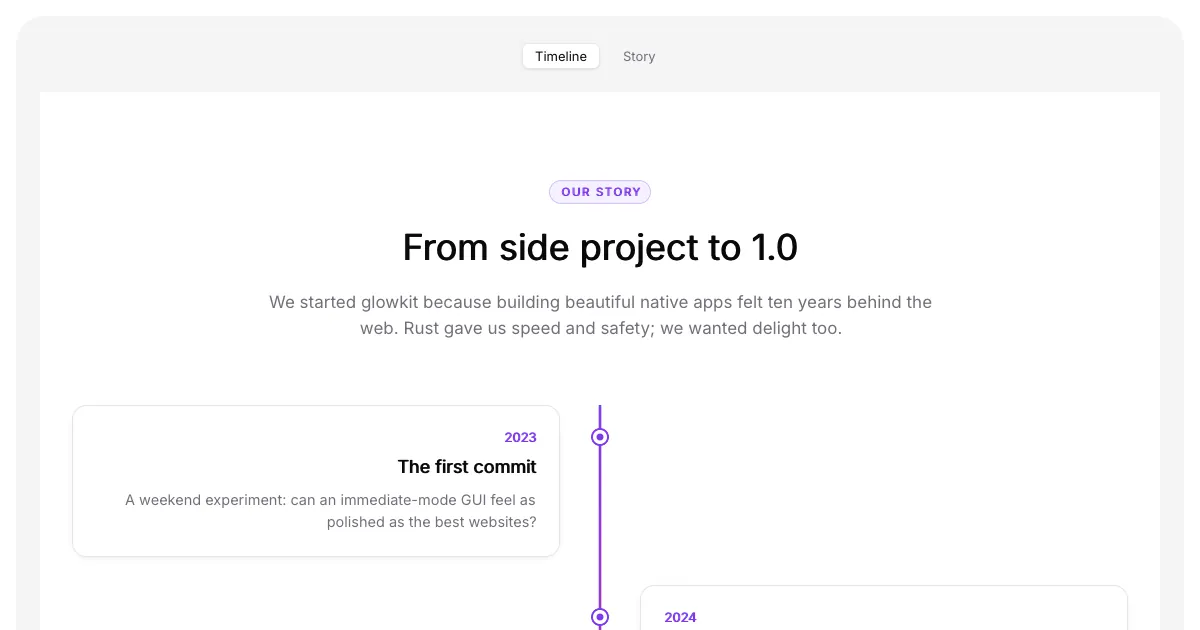 Timeline
Story
OUR STORY
From side project to 1.0
We started glowkit because building beautiful native apps felt ten years behind the
web. Rust gave us speed and safety; we wanted delight too.
2023
The first commit
A weekend experiment: can an immediate-mode GUI feel as
polished as the best websites?
2024